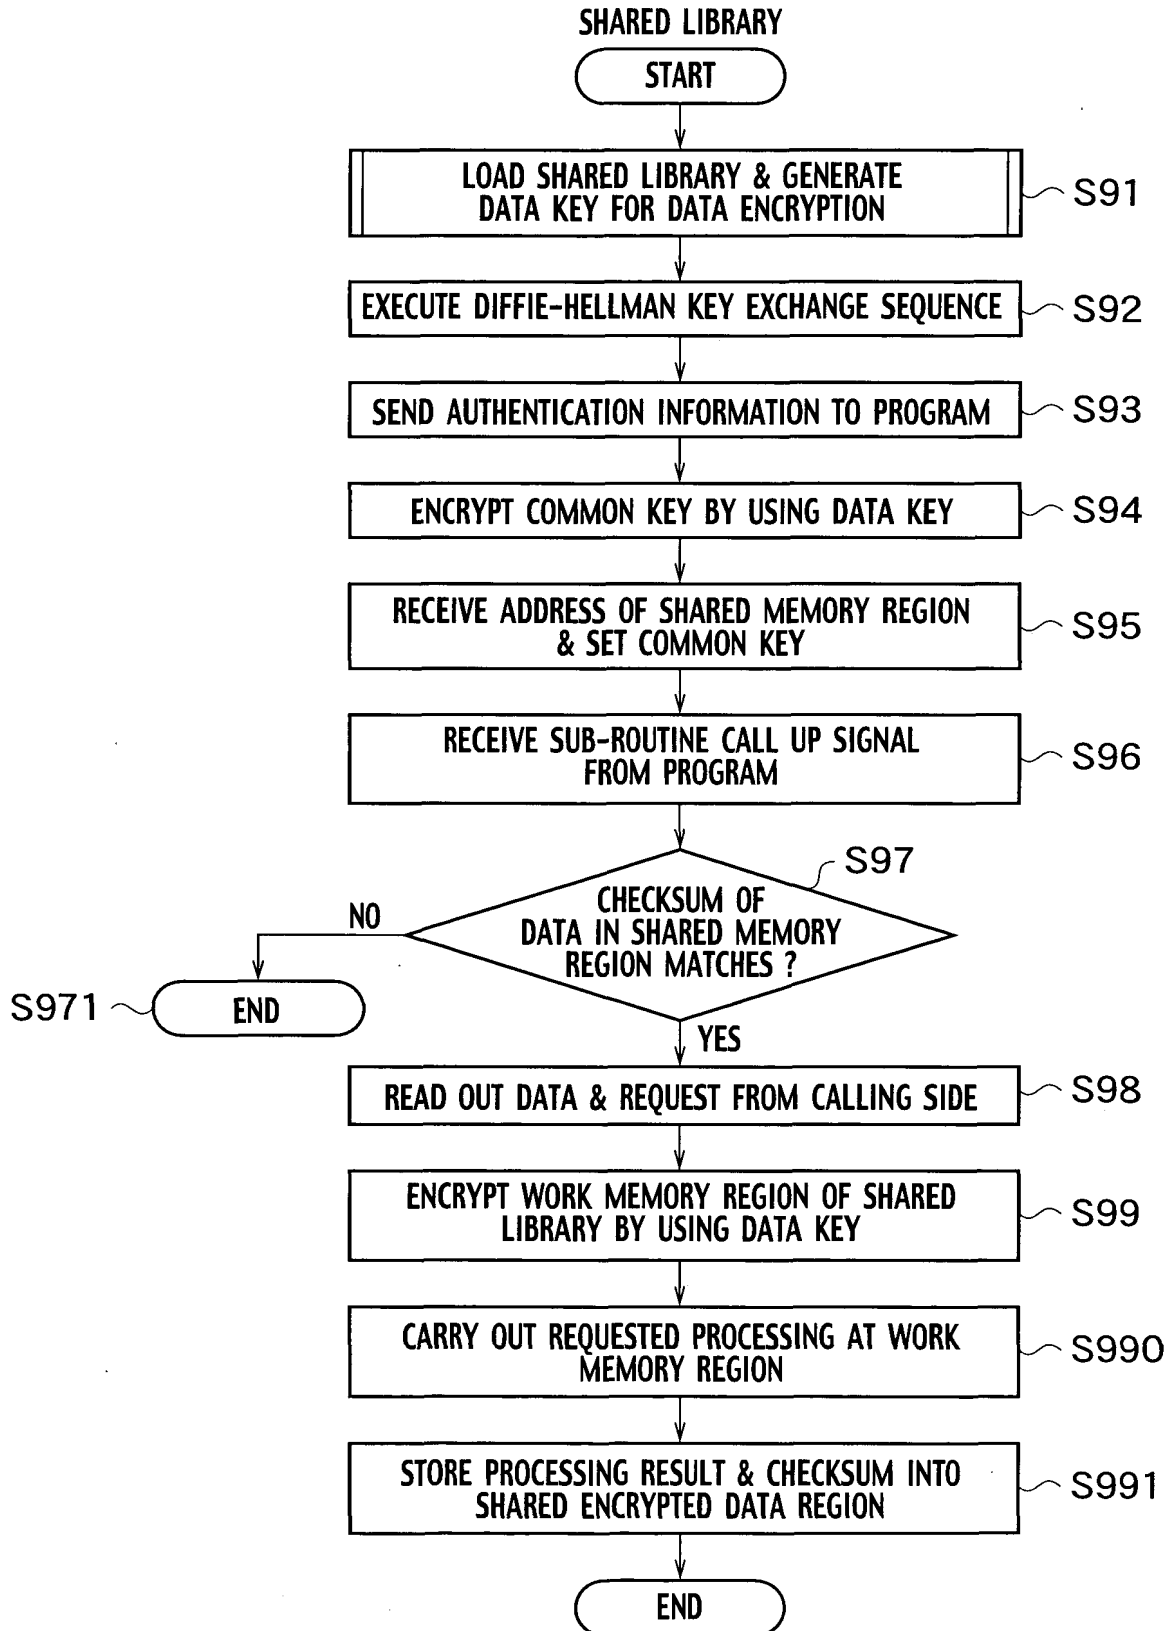 SHARED LIBRARY
START
LOAD SHARED LIBRARY & GENERATE
DATA KEY FOR DATA ENCRYPTION
S91
EXECUTE DIFFIE-HELLMAN KEY EXCHANGE SEQUENCE
S92
SEND AUTHENTICATION INFORMATION TO PROGRAM
S93
ENCRYPT COMMON KEY BY USING DATA KEY
S94
RECEIVE ADDRESS OF SHARED MEMORY REGION
& SET COMMON KEY
S95
RECEIVE SUB-ROUTINE CALL UP SIGNAL
FROM PROGRAM
S96
S97
CHECKSUM OF
DATA IN SHARED MEMORY
REGION MATCHES ?
NO
S971
END
YES
READ OUT DATA & REQUEST FROM CALLING SIDE
S98
ENCRYPT WORK MEMORY REGION OF SHARED
LIBRARY BY USING DATA KEY
S99
CARRY OUT REQUESTED PROCESSING AT WORK
MEMORY REGION
S990
STORE PROCESSING RESULT & CHECKSUM INTO
SHARED ENCRYPTED DATA REGION
S991
END